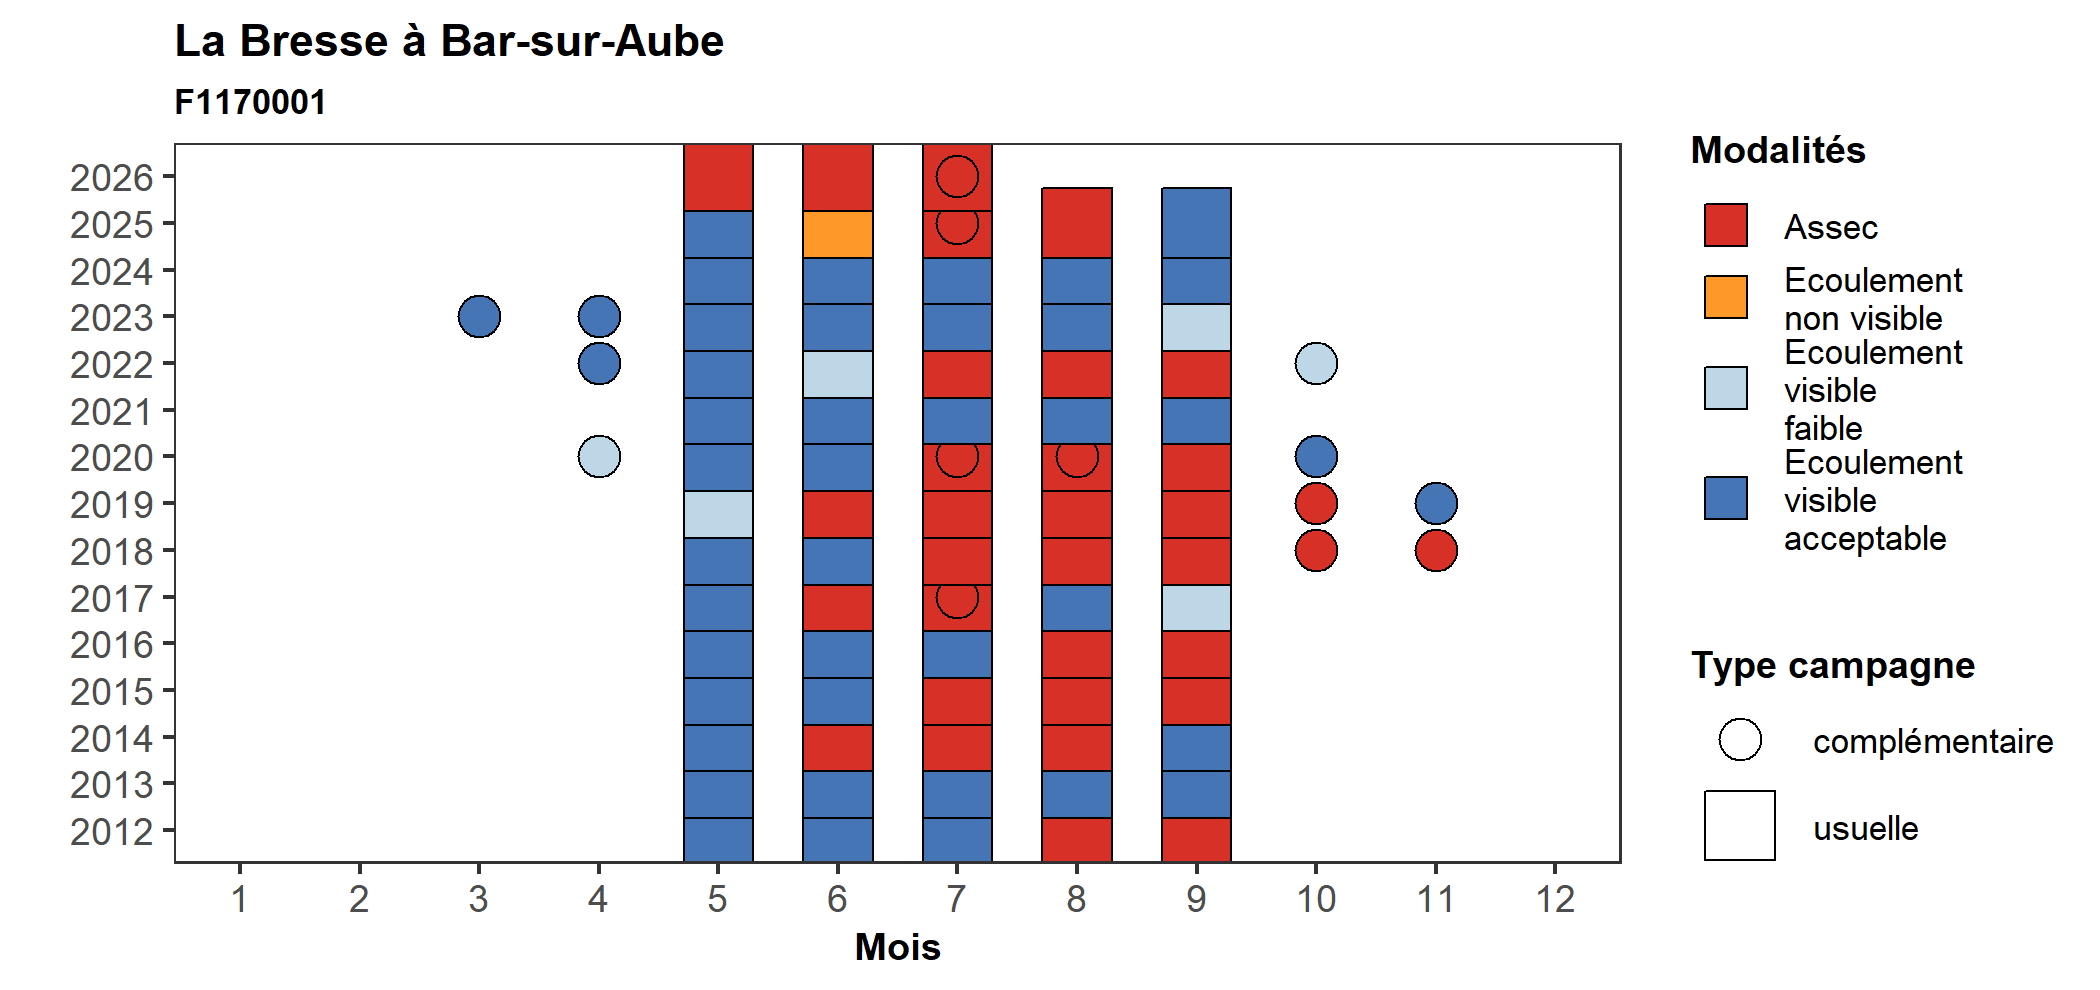 La Bresse à Bar-sur-Aube
F1170001
2026
2025
2024
2023
2022
2021
2020
2019
2018
2017
2016
2015
2014
2013
2012
1 2 3 4 5 6 7 8 9 10 11 12
Mois
Modalités
Assec
Ecoulement
non visible
Ecoulement
visible
faible
Ecoulement
visible
acceptable
Type campagne
complémentaire
usuelle